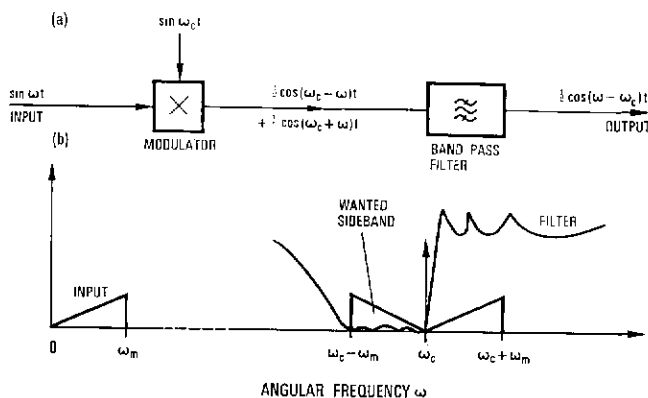 (a)
sin ω_c t
sin ωt
INPUT
×
MODULATOR
½ cos(ω_c − ω)t
+ ½ cos(ω_c + ω)t
BAND PASS
FILTER
½ cos(ω − ω_c)t
OUTPUT
(b)
WANTED
SIDEBAND
FILTER
INPUT
0
ω_m
ω_c − ω_m
ω_c
ω_c + ω_m
ANGULAR FREQUENCY ω